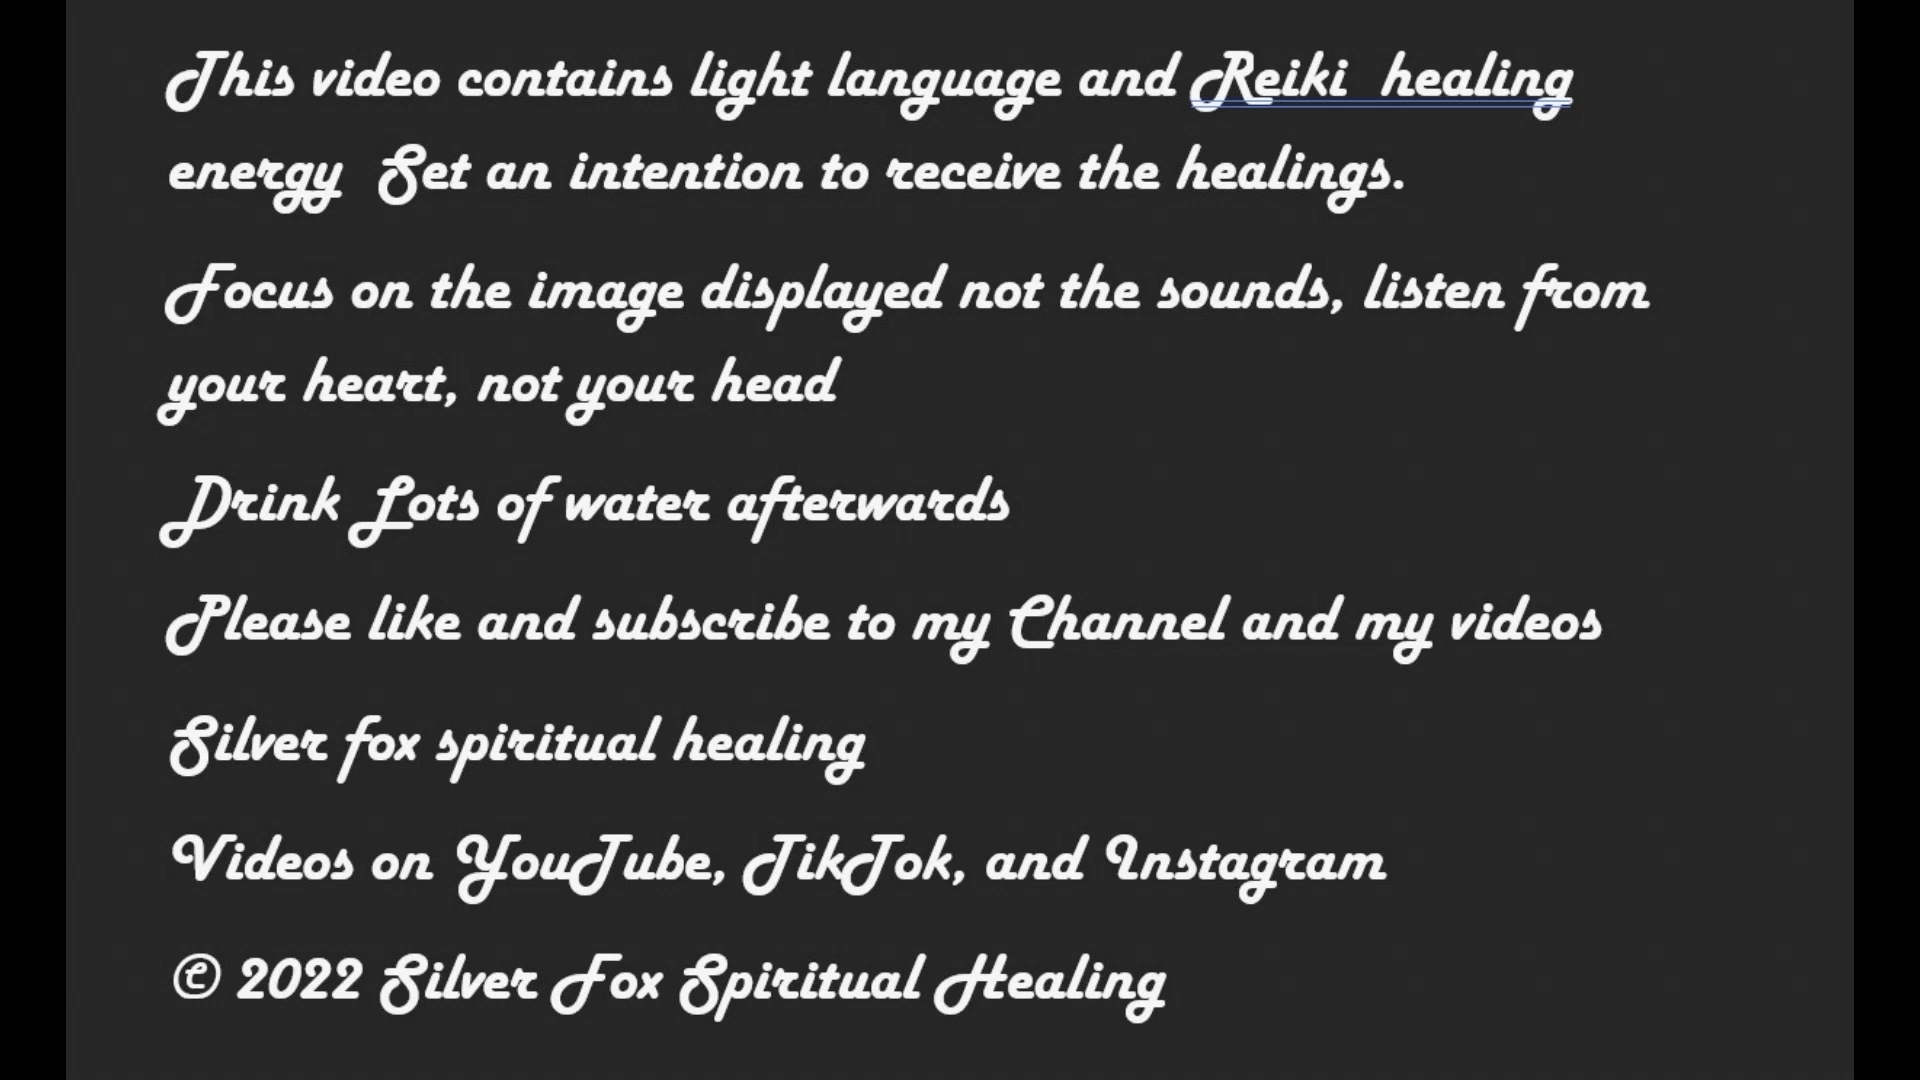 This video contains light language and Reiki  healing
energy  Set an intention to receive the healings.
Focus on the image displayed not the sounds, listen from
your heart, not your head
Drink Lots of water afterwards
Please like and subscribe to my Channel and my videos
Silver fox spiritual healing
Videos on YouTube, TikTok, and Instagram
© 2022 Silver Fox Spiritual Healing